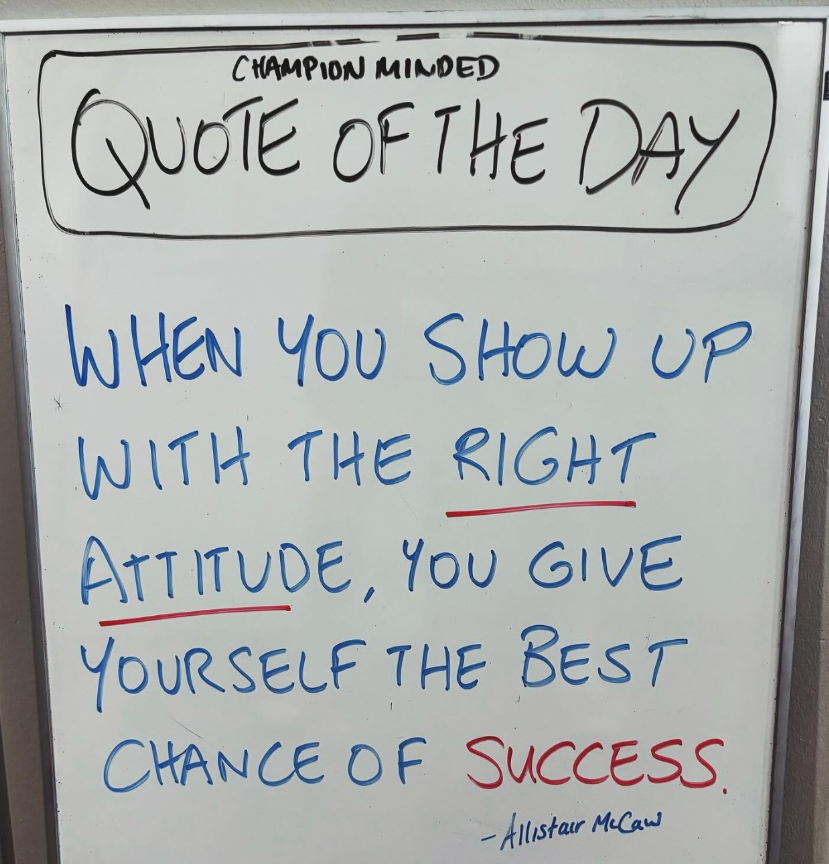 CHAMPION MINDED
QUOTE OF THE DAY
WHEN YOU SHOW UP
WITH THE RIGHT
ATTITUDE, YOU GIVE
YOURSELF THE BEST
CHANCE OF SUCCESS.
- Allistair McCaw